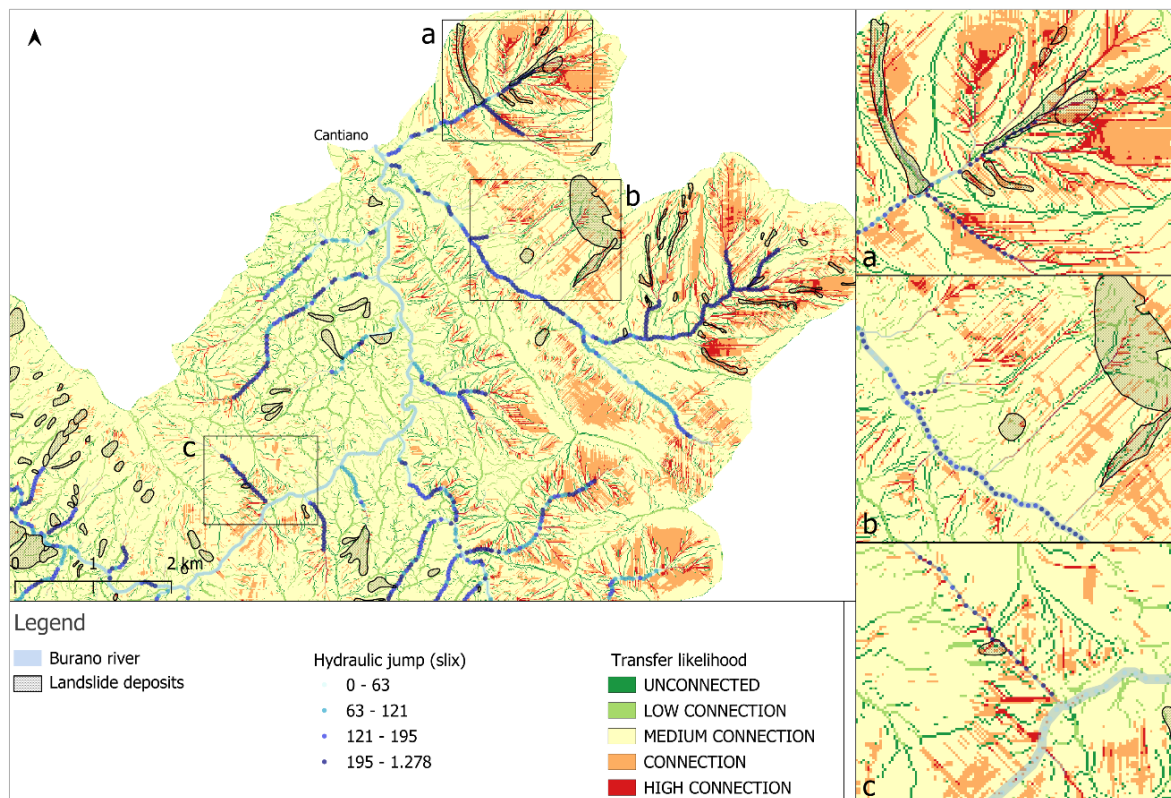 a
Cantiano
b
c
0 1 2 km
a
b
c
Legend
Burano river
Landslide deposits
Hydraulic jump (slix)
0 - 63
63 - 121
121 - 195
195 - 1.278
Transfer likelihood
UNCONNECTED
LOW CONNECTION
MEDIUM CONNECTION
CONNECTION
HIGH CONNECTION